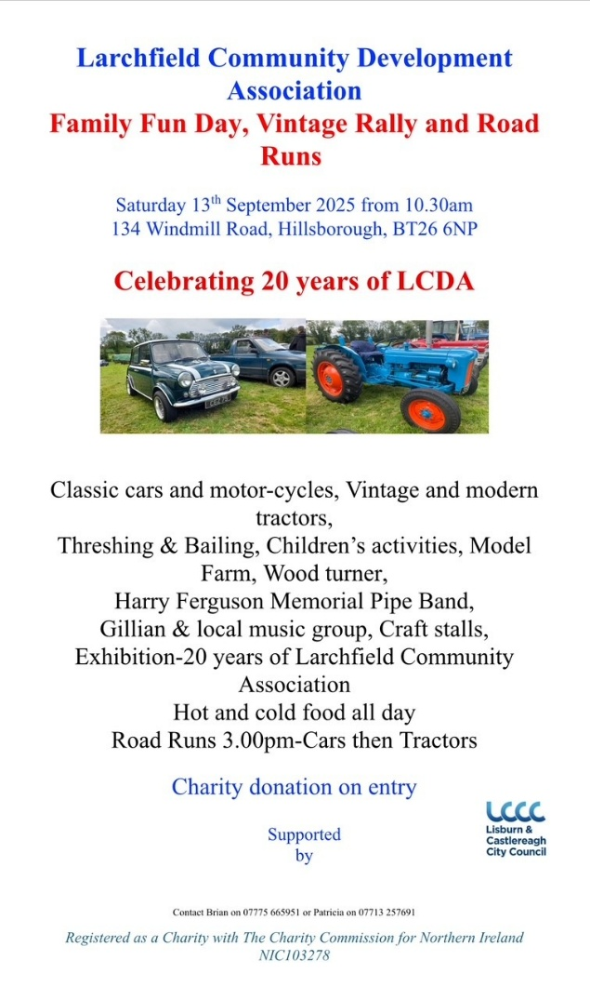 Larchfield Community Development
Association
Family Fun Day, Vintage Rally and Road
Runs
Saturday 13th September 2025 from 10.30am
134 Windmill Road, Hillsborough, BT26 6NP
Celebrating 20 years of LCDA
Classic cars and motor-cycles, Vintage and modern
tractors,
Threshing & Bailing, Children's activities, Model
Farm, Wood turner,
Harry Ferguson Memorial Pipe Band,
Gillian & local music group, Craft stalls,
Exhibition-20 years of Larchfield Community
Association
Hot and cold food all day
Road Runs 3.00pm-Cars then Tractors
Charity donation on entry
Supported
by
LCCC
Lisburn &
Castlereagh
City Council
Contact Brian on 07775 665951 or Patricia on 07713 257691
Registered as a Charity with The Charity Commission for Northern Ireland
NIC103278